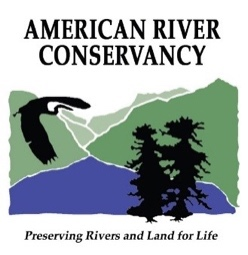 AMERICAN RIVER
CONSERVANCY
Preserving Rivers and Land for Life